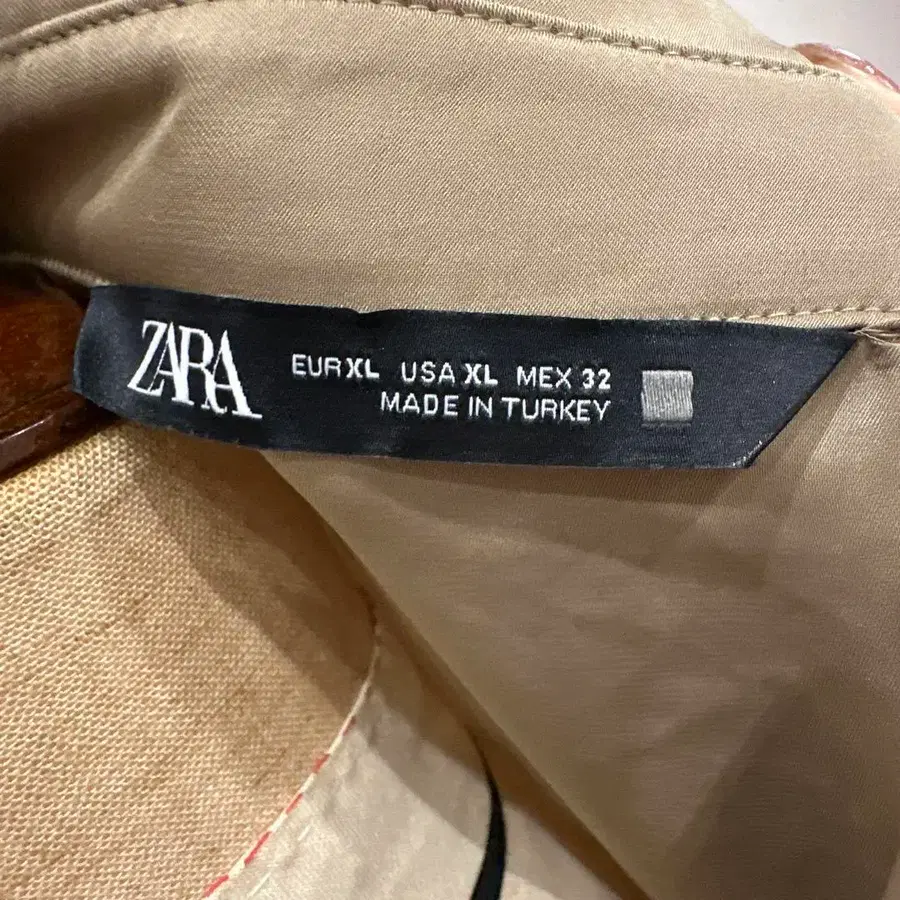 ZARA
EUR XL USA XL MEX 32
MADE IN TURKEY